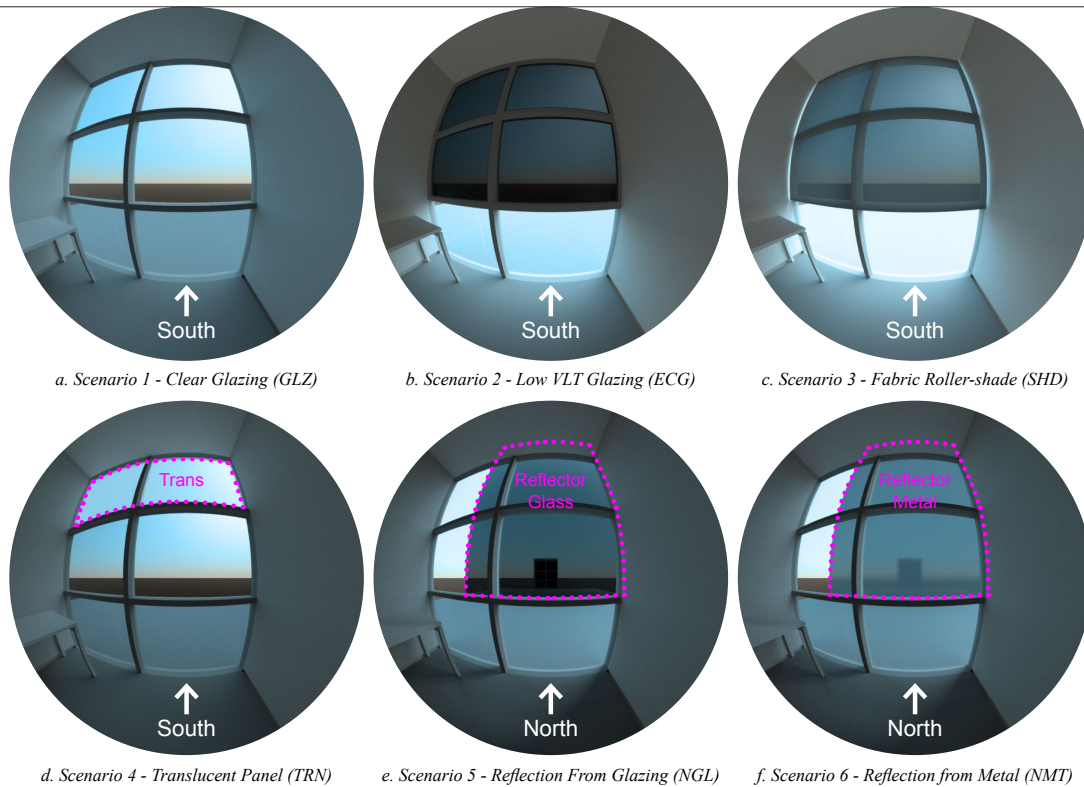 South
South
South
a. Scenario 1 - Clear Glazing (GLZ)
b. Scenario 2 - Low VLT Glazing (ECG)
c. Scenario 3 - Fabric Roller-shade (SHD)
Trans
Reflector
Glass
Reflector
Metal
South
North
North
d. Scenario 4 - Translucent Panel (TRN)
e. Scenario 5 - Reflection From Glazing (NGL)
f. Scenario 6 - Reflection from Metal (NMT)